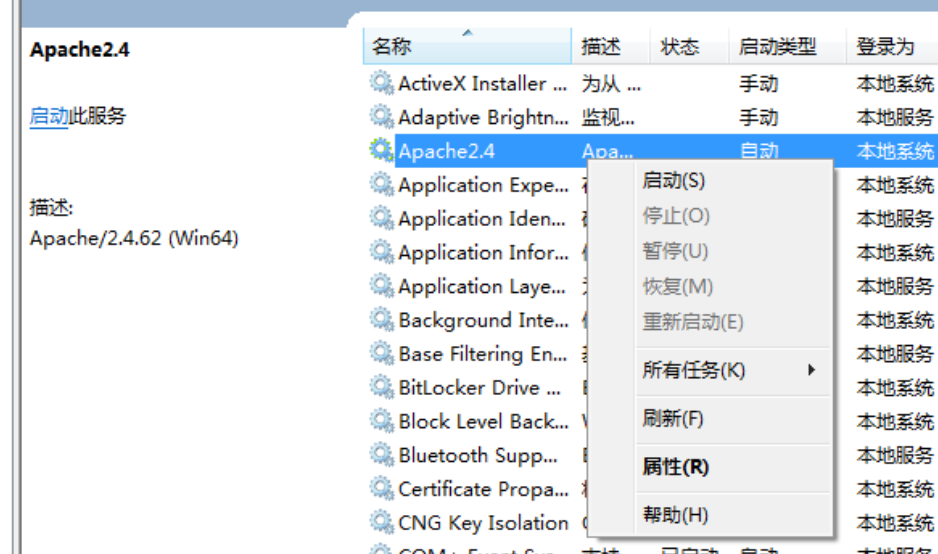 Apache2.4
启动此服务
描述:
Apache/2.4.62 (Win64)
名称 描述 状态 启动类型 登录为
ActiveX Installer ... 为从 ... 手动 本地系统
Adaptive Brightn... 监视... 手动 本地服务
Apache2.4 Apa... 自动 本地系统
Application Expe... 本地系统
Application Iden... 本地服务
Application Infor... 本地系统
Application Laye... 本地服务
Background Inte... 本地系统
Base Filtering En... 本地服务
BitLocker Drive ... 本地系统
Block Level Back... 本地系统
Bluetooth Supp... 本地服务
Certificate Propa... 本地系统
CNG Key Isolation 本地系统
启动(S)
停止(O)
暂停(U)
恢复(M)
重新启动(E)
所有任务(K)
刷新(F)
属性(R)
帮助(H)